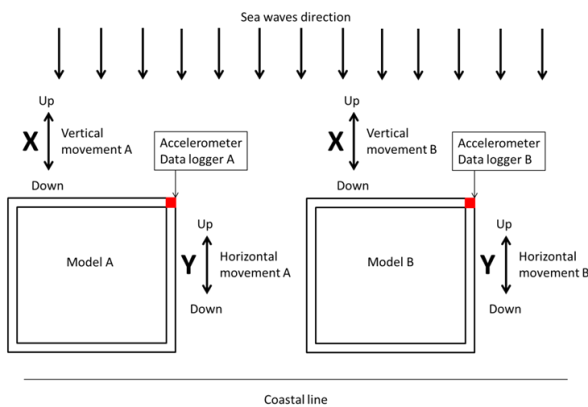 Sea waves direction
Up
X
Vertical
movement A
Down
Accelerometer
Data logger A
Model A
Up
Y
Horizontal
movement A
Down
Up
X
Vertical
movement B
Down
Accelerometer
Data logger B
Model B
Up
Y
Horizontal
movement B
Down
Coastal line